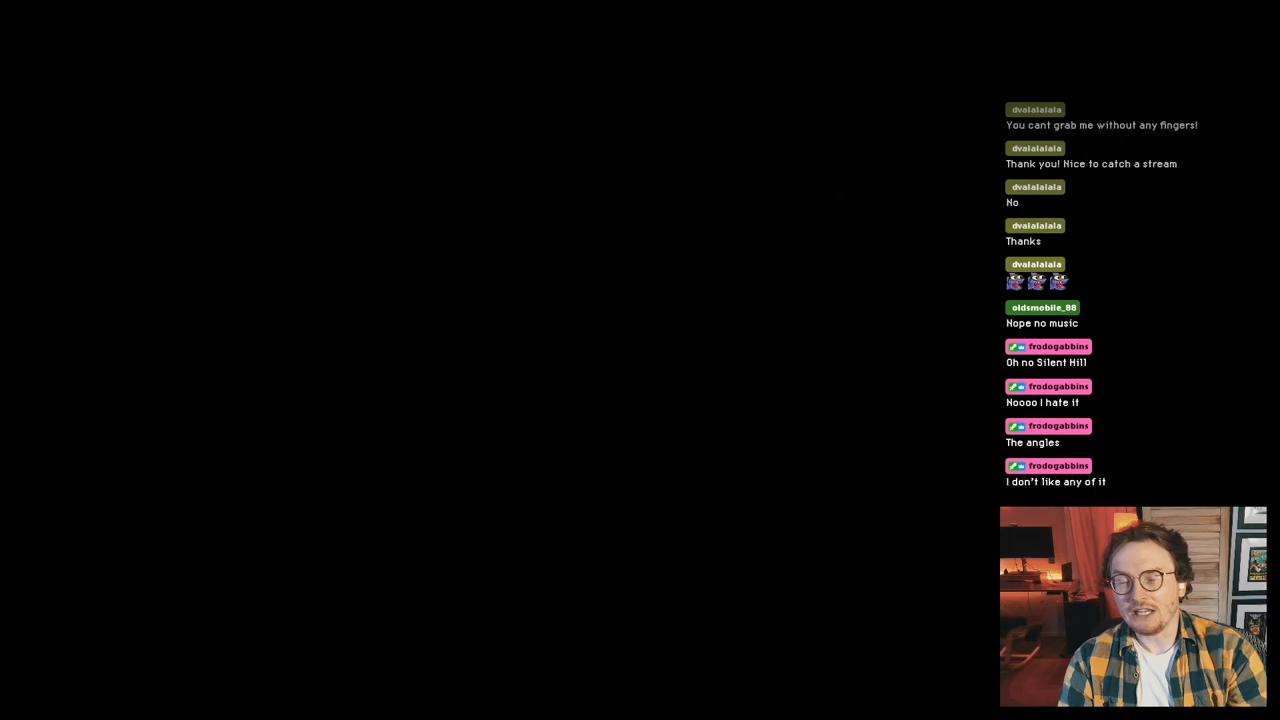 dvalalalala
You cant grab me without any fingers!
dvalalalala
Thank you! Nice to catch a stream
dvalalalala
No
dvalalalala
Thanks
dvalalalala
oldsmobile_88
Nope no music
frodogabbins
Oh no Silent Hill
frodogabbins
Noooo I hate it
frodogabbins
The angles
frodogabbins
I don't like any of it